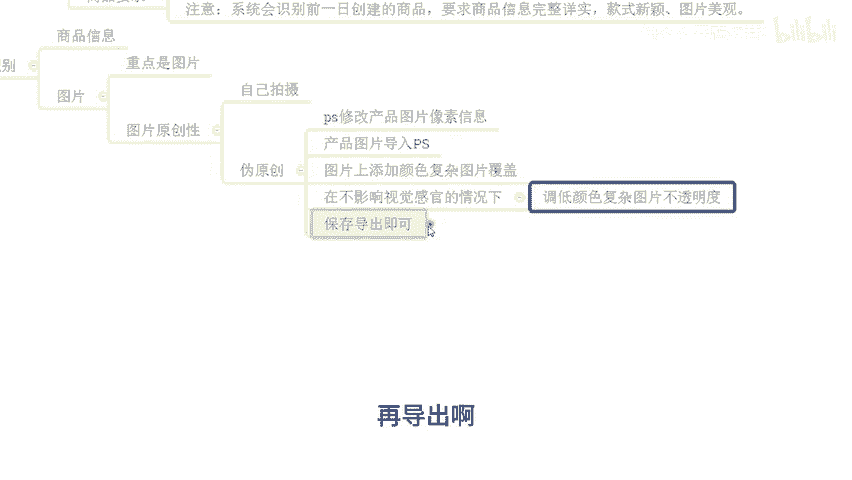 注意：系统会识别前一日创建的商品，要求商品信息完整详实，款式新颖、图片美观。
bilibili
商品信息
别
重点是图片
图片
自己拍摄
ps修改产品图片像素信息
图片原创性
产品图片导入PS
伪原创
图片上添加颜色复杂图片覆盖
在不影响视觉感官的情况下
调低颜色复杂图片不透明度
保存导出即可
再导出啊